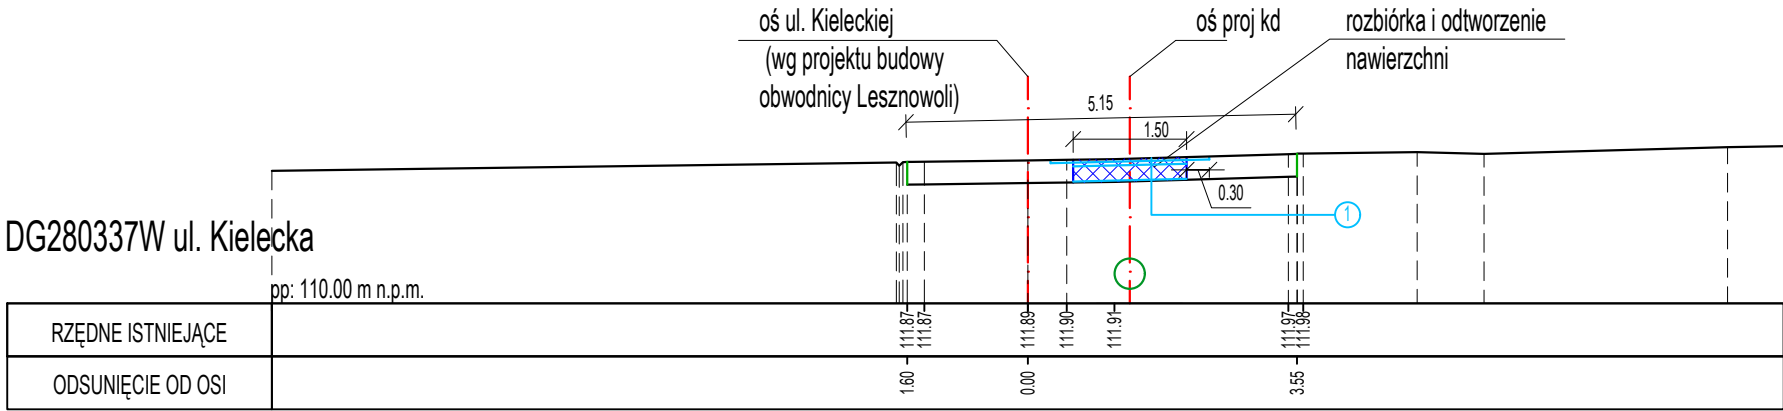 oś ul. Kieleckiej
(wg projektu budowy
obwodnicy Lesznowoli)
oś proj kd
rozbiórka i odtworzenie
nawierzchni
5.15
1.50
0.30
1
DG280337W ul. Kielecka
pp: 110.00 m n.p.m.
RZĘDNE ISTNIEJĄCE
111.87
111.87
111.89
111.90
111.91
111.97
111.98
ODSUNIĘCIE OD OSI
1.60
0.00
3.55